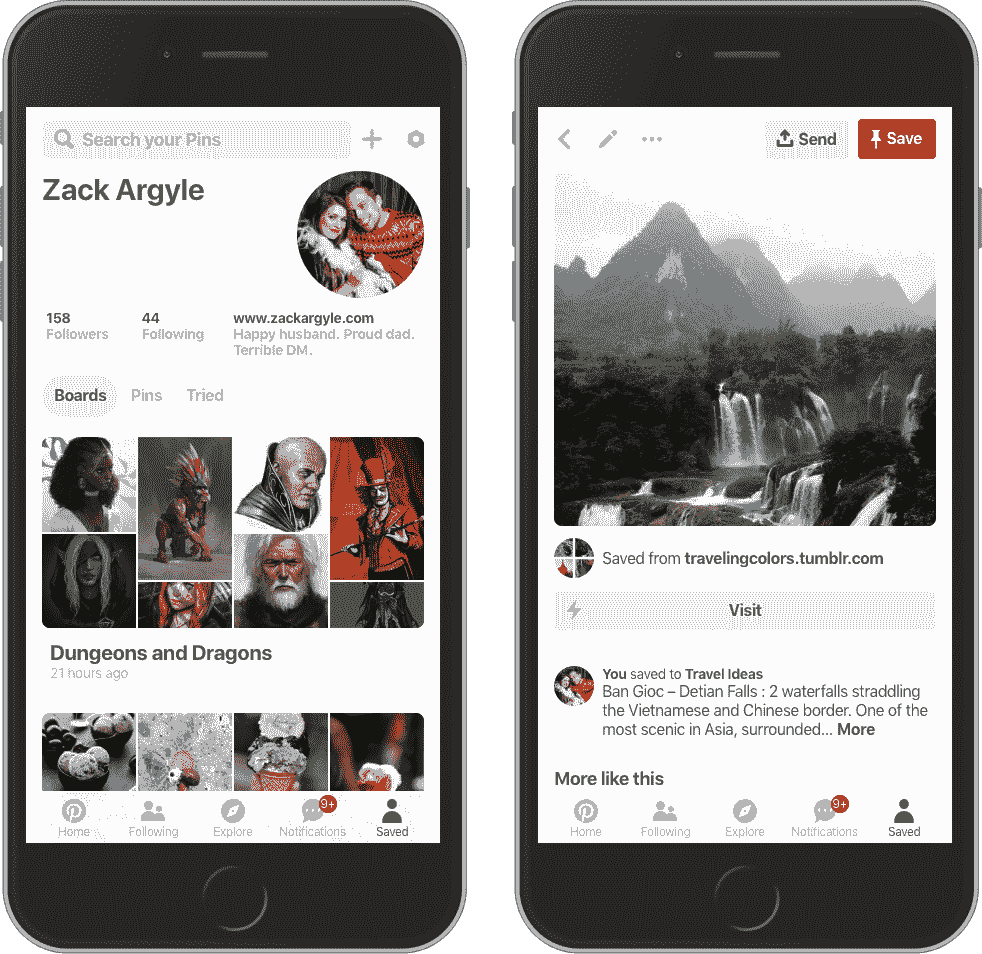 Search your Pins
Zack Argyle
158
Followers
44
Following
www.zackargyle.com
Happy husband. Proud dad.
Terrible DM.
Boards
Pins
Tried
Dungeons and Dragons
21 hours ago
Home
Following
Explore
9+
Notifications
Saved
Send
Save
Saved from travelingcolors.tumblr.com
Visit
You saved to Travel Ideas
Ban Gioc – Detian Falls : 2 waterfalls straddling
the Vietnamese and Chinese border. One of the
most scenic in Asia, surrounded... More
More like this
Home
Following
Explore
9+
Notifications
Saved